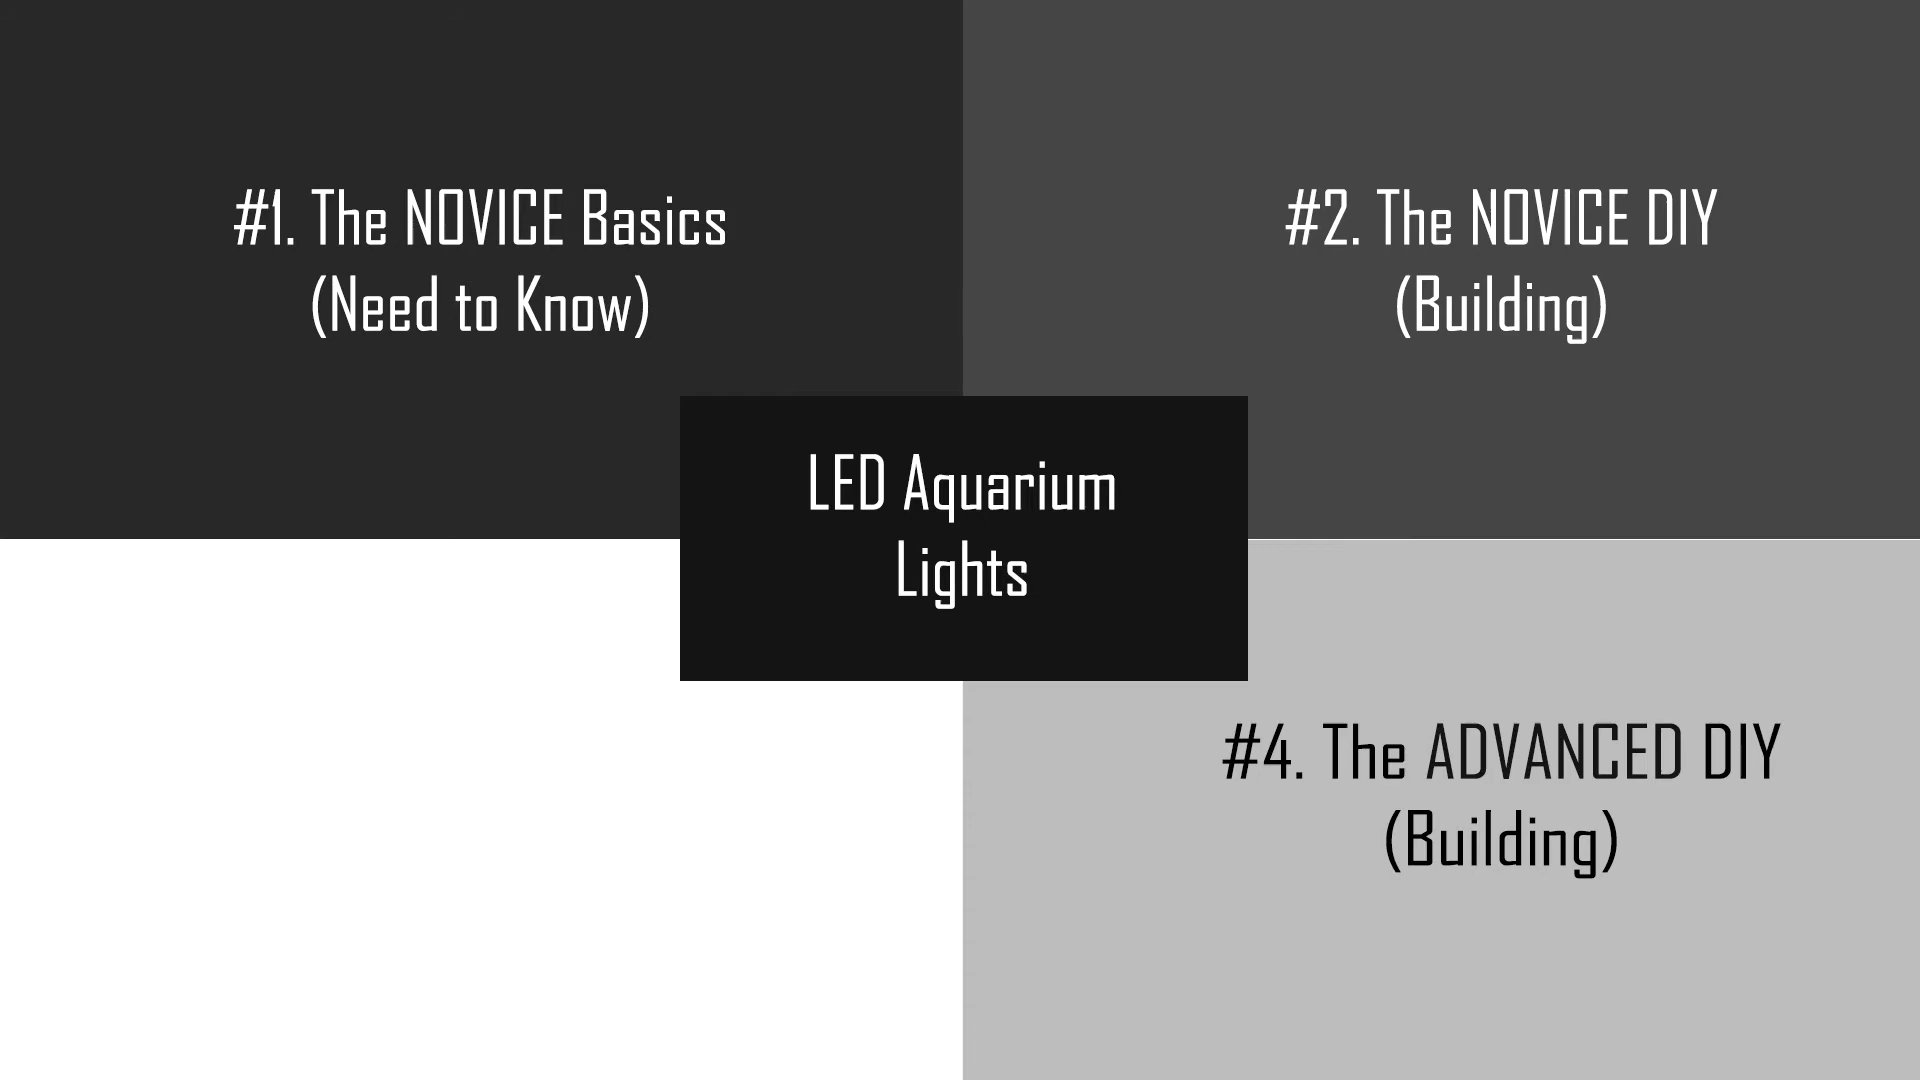 #1. The NOVICE Basics
(Need to Know)
#2. The NOVICE DIY
(Building)
LED Aquarium
Lights
#4. The ADVANCED DIY
(Building)